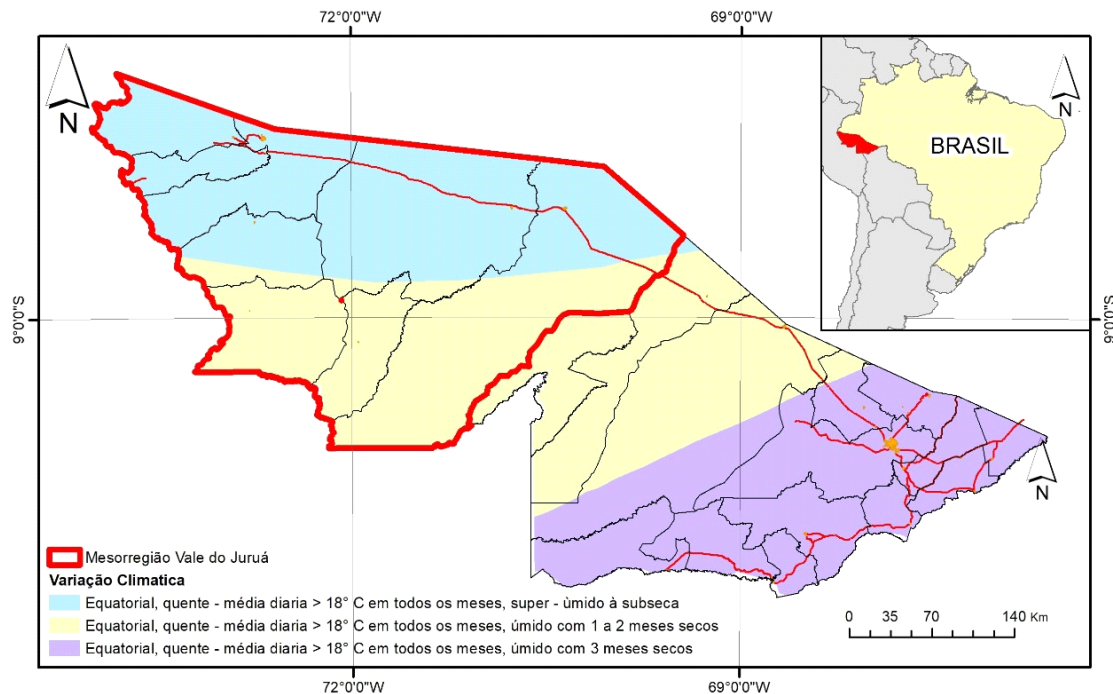 72°0'0"W
69°0'0"W
N
N
BRASIL
9°0'0"S
9°0'0"S
N
Mesorregião Vale do Juruá
Variação Climatica
Equatorial, quente - média diaria > 18° C em todos os meses, super - úmido à subseca
Equatorial, quente - média diaria > 18° C em todos os meses, úmido com 1 a 2 meses secos
Equatorial, quente - média diaria > 18° C em todos os meses, úmido com 3 meses secos
0 35 70 140 Km
72°0'0"W
69°0'0"W